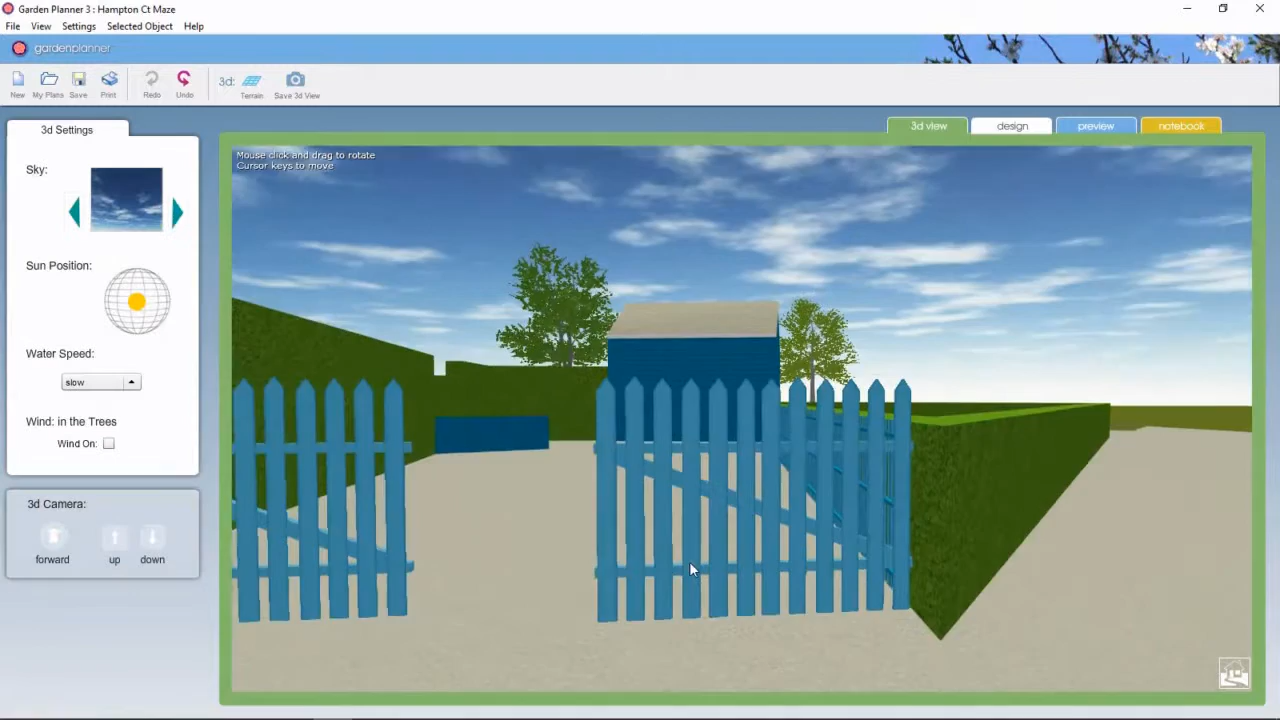 Garden Planner 3 : Hampton Ct Maze
File View Settings Selected Object Help
gardenplanner
New My Plans Save Print Redo Undo 3d: Terrain Save 3d View
3d Settings
3d view design preview notebook
Mouse click and drag to rotate
Cursor keys to move
Sky:
Sun Position:
Water Speed:
slow
Wind: in the Trees
Wind On:
3d Camera:
forward up down